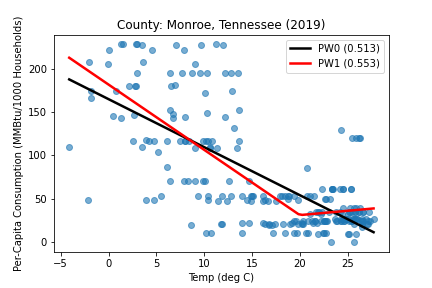 County: Monroe, Tennessee (2019)
Per-Capita Consumption (MMBtu/1000 Households)
200
150
100
50
0
PW0 (0.513)
PW1 (0.553)
−5 0 5 10 15 20 25
Temp (deg C)